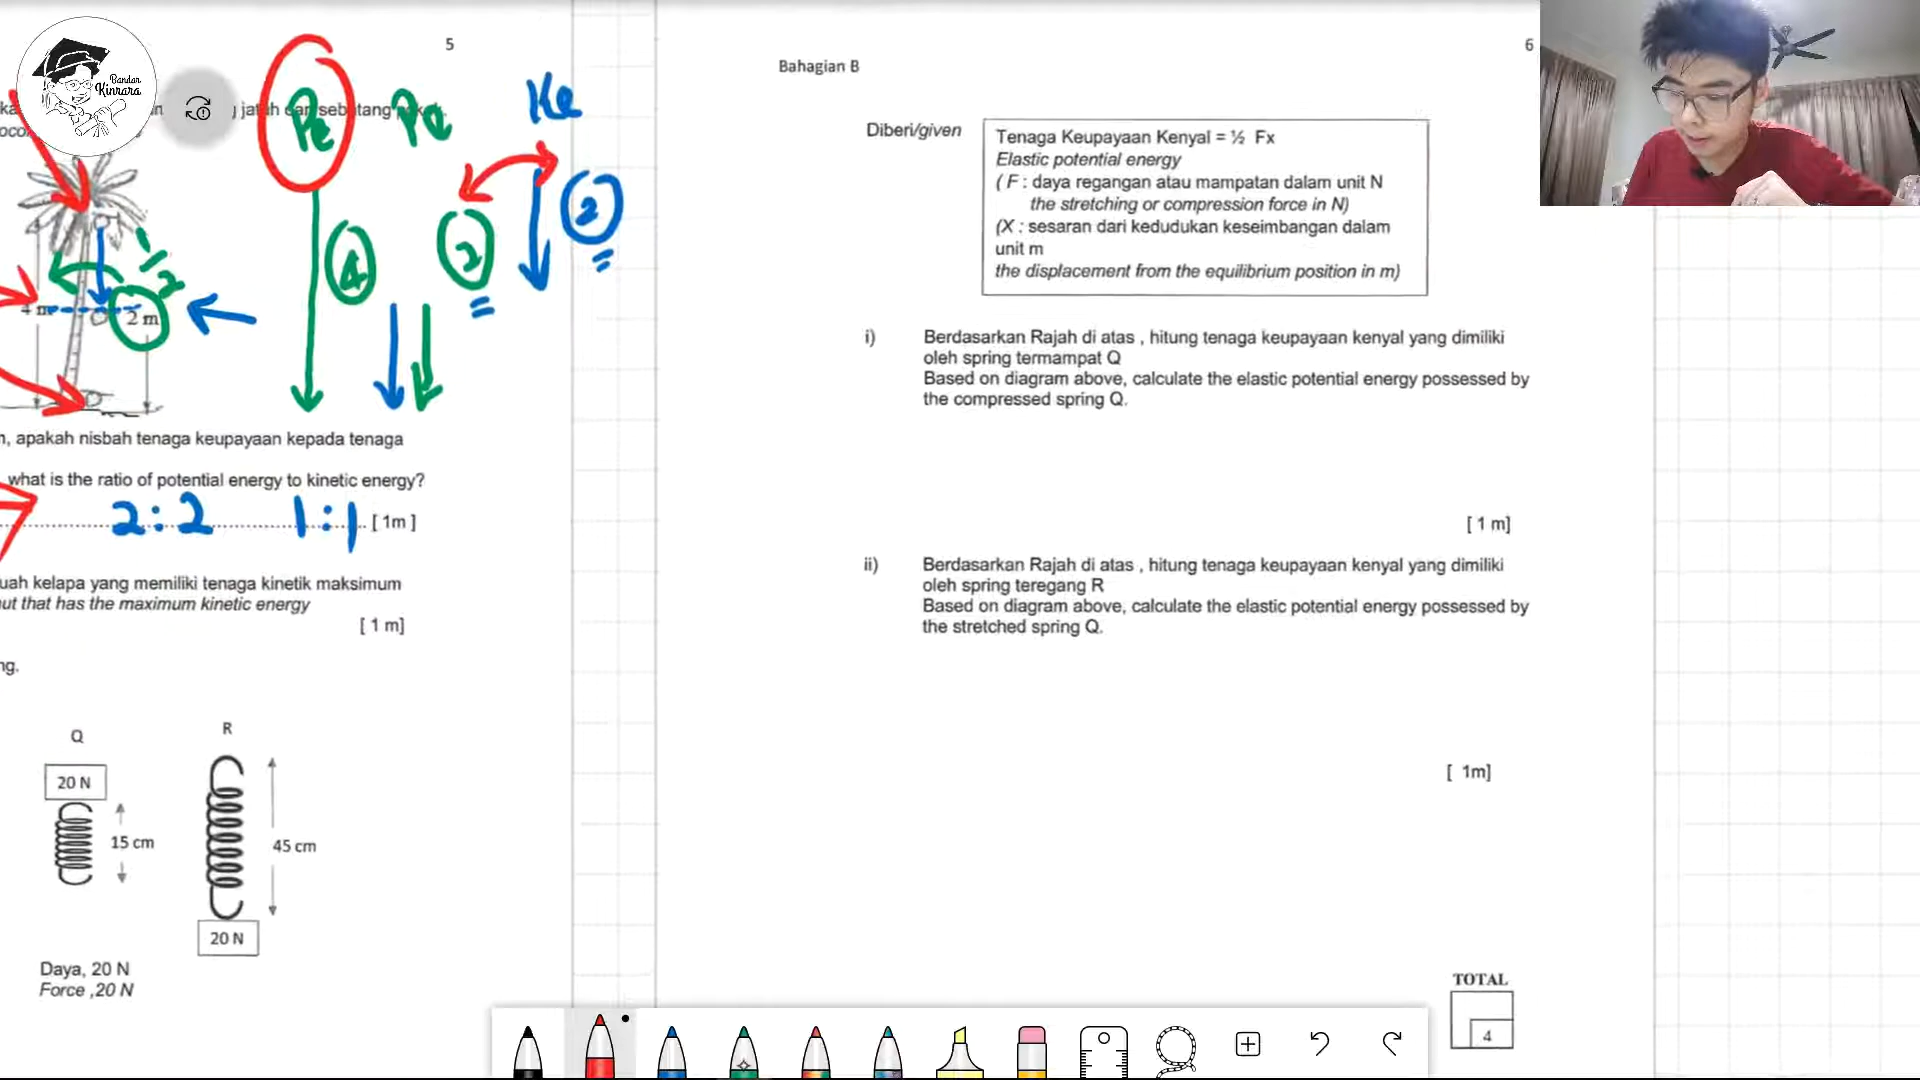 Bandar
Kinrara
5
jatuh dari sebatang
Pe
Pe
Ke
4
2
2
1/2
4 m
2 m
, apakah nisbah tenaga keupayaan kepada tenaga
what is the ratio of potential energy to kinetic energy?
2:2 1:1 [ 1m ]
uah kelapa yang memiliki tenaga kinetik maksimum
ut that has the maximum kinetic energy
[ 1 m]
ng.
Q
R
20 N
15 cm
45 cm
20 N
Daya, 20 N
Force ,20 N
6
Bahagian B
Diberi/given
Tenaga Keupayaan Kenyal = ½ Fx
Elastic potential energy
( F : daya regangan atau mampatan dalam unit N
the stretching or compression force in N)
(X : sesaran dari kedudukan keseimbangan dalam
unit m
the displacement from the equilibrium position in m)
i) Berdasarkan Rajah di atas , hitung tenaga keupayaan kenyal yang dimiliki
oleh spring termampat Q
Based on diagram above, calculate the elastic potential energy possessed by
the compressed spring Q.
[ 1 m]
ii) Berdasarkan Rajah di atas , hitung tenaga keupayaan kenyal yang dimiliki
oleh spring teregang R
Based on diagram above, calculate the elastic potential energy possessed by
the stretched spring Q.
[ 1m]
TOTAL
4